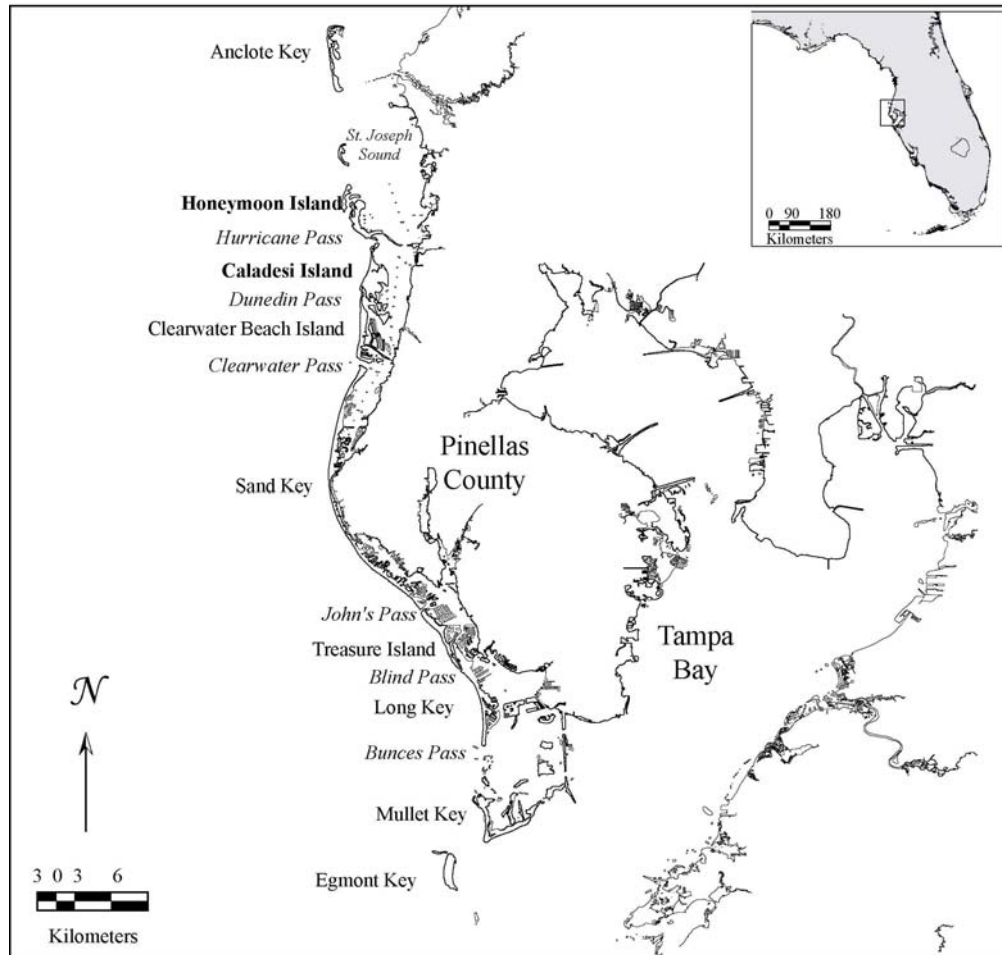 Anclote Key
St. Joseph
Sound
Honeymoon Island
Hurricane Pass
Caladesi Island
Dunedin Pass
Clearwater Beach Island
Clearwater Pass
Sand Key
Pinellas
County
John's Pass
Treasure Island
Blind Pass
Long Key
Bunces Pass
Mullet Key
Egmont Key
Tampa
Bay
N
3 0 3 6
Kilometers
0 90 180
Kilometers